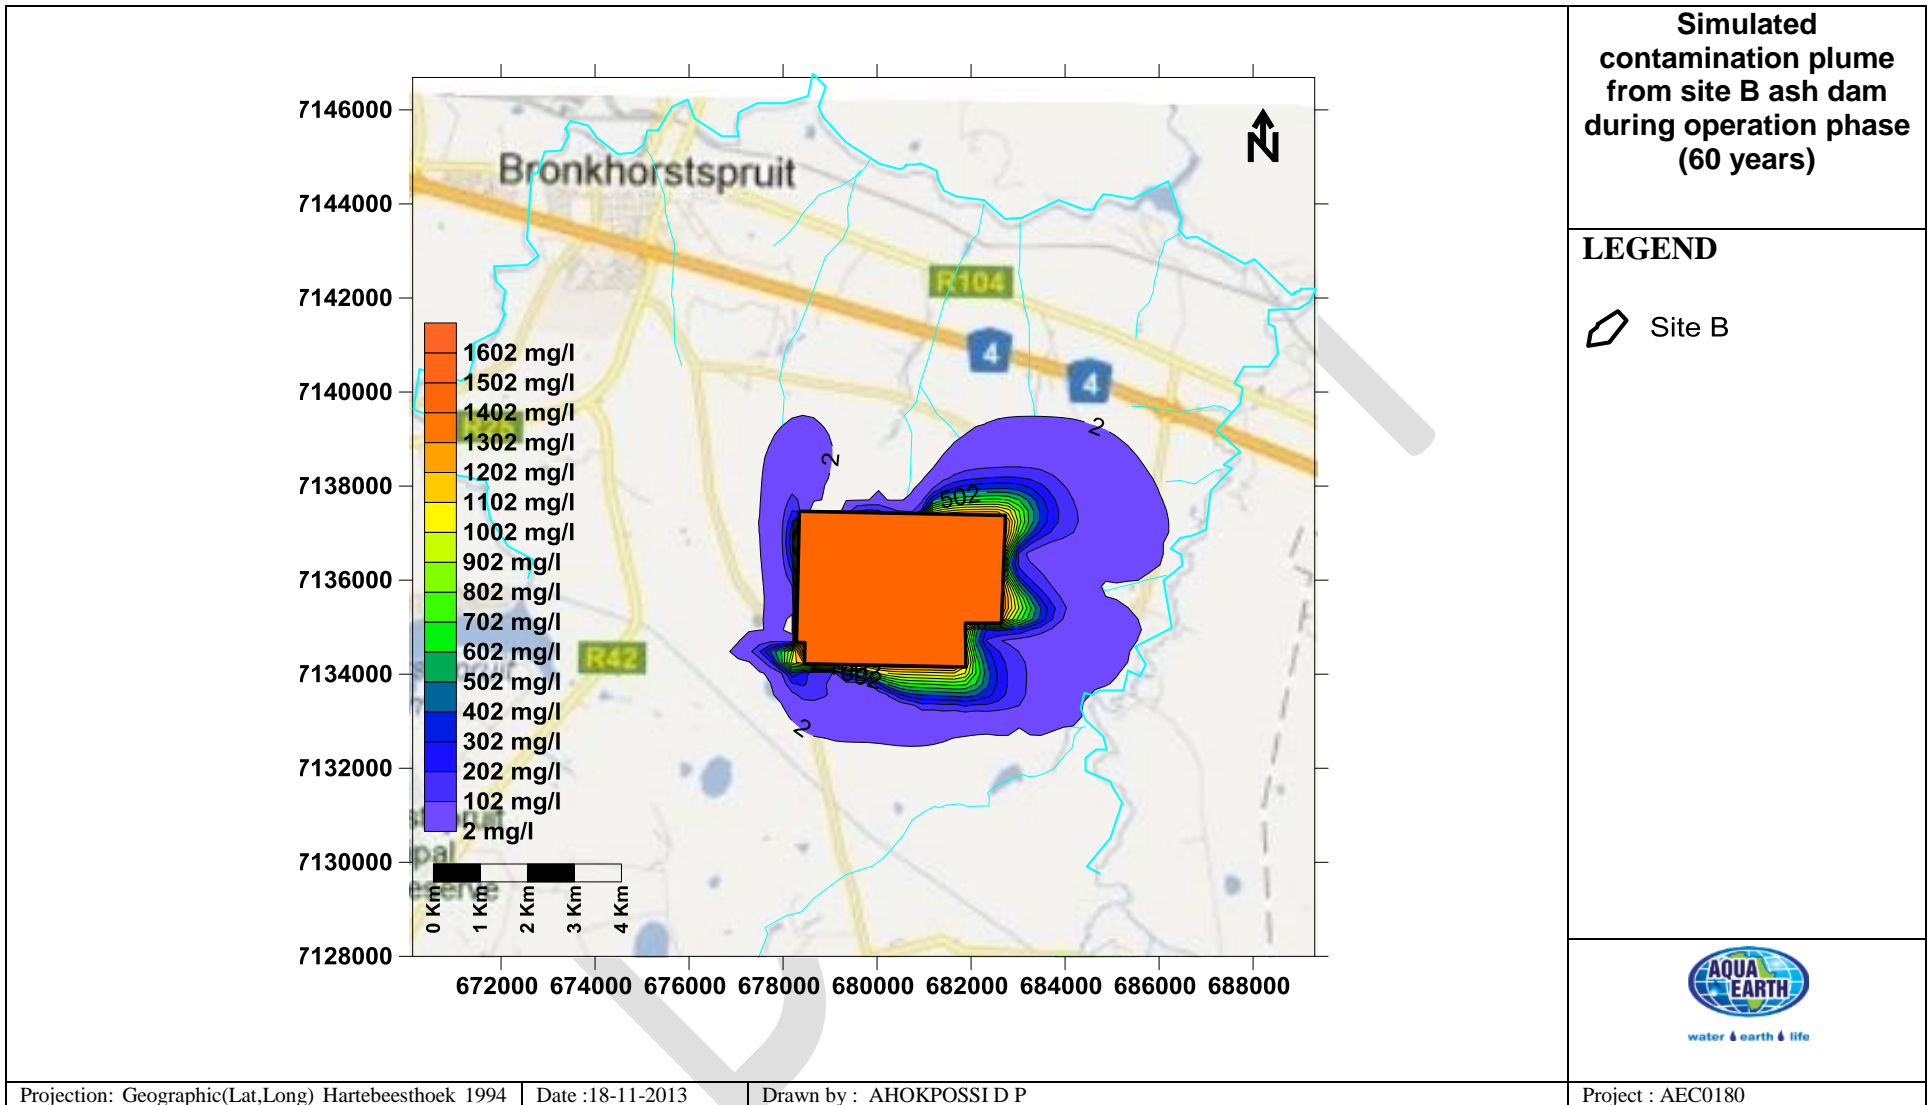 Simulated
contamination plume
from site B ash dam
during operation phase
(60 years)
LEGEND
Site B
7146000
7144000
7142000
7140000
7138000
7136000
7134000
7132000
7130000
7128000
672000 674000 676000 678000 680000 682000 684000 686000 688000
Bronkhorstspruit
N
R104
4
4
R42
1602 mg/l
1502 mg/l
1402 mg/l
1302 mg/l
1202 mg/l
1102 mg/l
1002 mg/l
902 mg/l
802 mg/l
702 mg/l
602 mg/l
502 mg/l
402 mg/l
302 mg/l
202 mg/l
102 mg/l
2 mg/l
2
2
502
2
0 Km
1 Km
2 Km
3 Km
4 Km
AQUA
EARTH
water earth life
Projection: Geographic(Lat,Long) Hartebeesthoek 1994
Date :18-11-2013
Drawn by : AHOKPOSSI D P
Project : AEC0180